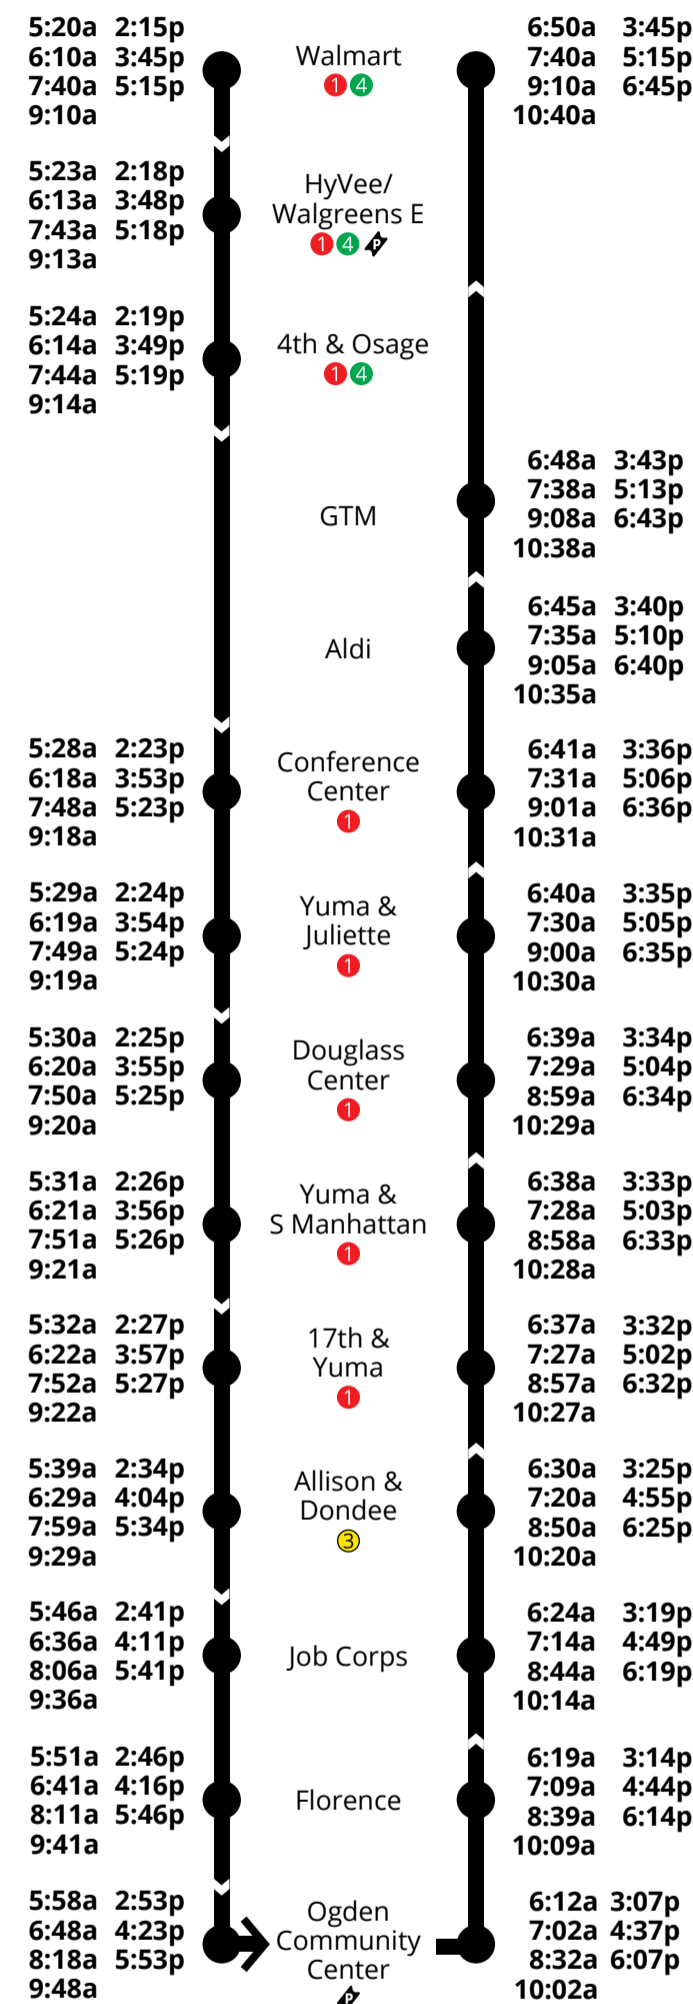 5:20a 2:15p
6:10a 3:45p
7:40a 5:15p
9:10a
Walmart
1 4
6:50a 3:45p
7:40a 5:15p
9:10a 6:45p
10:40a
5:23a 2:18p
6:13a 3:48p
7:43a 5:18p
9:13a
HyVee/
Walgreens E
1 4 P
5:24a 2:19p
6:14a 3:49p
7:44a 5:19p
9:14a
4th & Osage
1 4
GTM
6:48a 3:43p
7:38a 5:13p
9:08a 6:43p
10:38a
Aldi
6:45a 3:40p
7:35a 5:10p
9:05a 6:40p
10:35a
5:28a 2:23p
6:18a 3:53p
7:48a 5:23p
9:18a
Conference
Center
1
6:41a 3:36p
7:31a 5:06p
9:01a 6:36p
10:31a
5:29a 2:24p
6:19a 3:54p
7:49a 5:24p
9:19a
Yuma &
Juliette
1
6:40a 3:35p
7:30a 5:05p
9:00a 6:35p
10:30a
5:30a 2:25p
6:20a 3:55p
7:50a 5:25p
9:20a
Douglass
Center
1
6:39a 3:34p
7:29a 5:04p
8:59a 6:34p
10:29a
5:31a 2:26p
6:21a 3:56p
7:51a 5:26p
9:21a
Yuma &
S Manhattan
1
6:38a 3:33p
7:28a 5:03p
8:58a 6:33p
10:28a
5:32a 2:27p
6:22a 3:57p
7:52a 5:27p
9:22a
17th &
Yuma
1
6:37a 3:32p
7:27a 5:02p
8:57a 6:32p
10:27a
5:39a 2:34p
6:29a 4:04p
7:59a 5:34p
9:29a
Allison &
Dondee
3
6:30a 3:25p
7:20a 4:55p
8:50a 6:25p
10:20a
5:46a 2:41p
6:36a 4:11p
8:06a 5:41p
9:36a
Job Corps
6:24a 3:19p
7:14a 4:49p
8:44a 6:19p
10:14a
5:51a 2:46p
6:41a 4:16p
8:11a 5:46p
9:41a
Florence
6:19a 3:14p
7:09a 4:44p
8:39a 6:14p
10:09a
5:58a 2:53p
6:48a 4:23p
8:18a 5:53p
9:48a
Ogden
Community
Center
P
6:12a 3:07p
7:02a 4:37p
8:32a 6:07p
10:02a